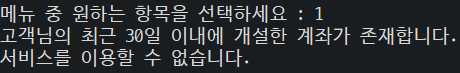 메뉴 중 원하는 항목을 선택하세요 : 1
고객님의 최근 30일 이내에 개설한 계좌가 존재합니다.
서비스를 이용할 수 없습니다.